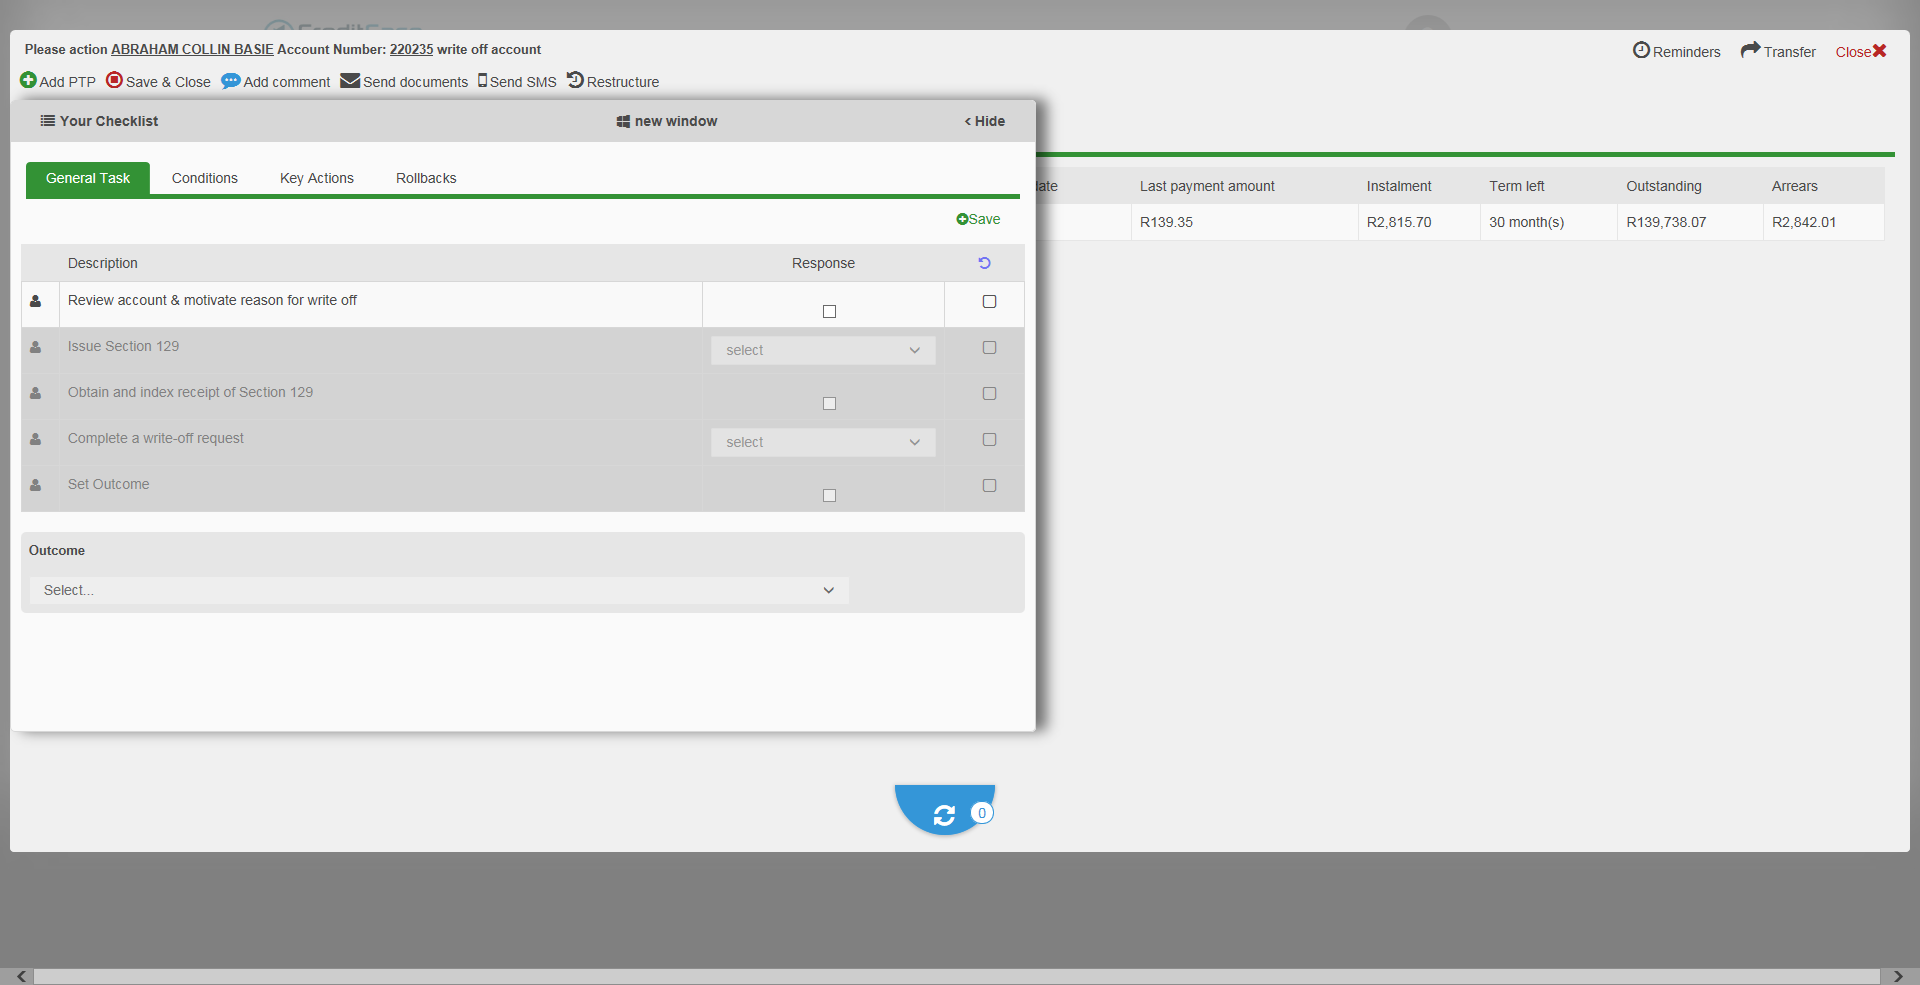 Please action ABRAHAM COLLIN BASIE Account Number: 220235 write off account
Reminders Transfer Close
Add PTP Save & Close Add comment Send documents Send SMS Restructure
Your Checklist new window < Hide
General Task Conditions Key Actions Rollbacks
Save
Last payment amount Instalment Term left Outstanding Arrears
R139.35 R2,815.70 30 month(s) R139,738.07 R2,842.01
Description Response
Review account & motivate reason for write off
Issue Section 129 select
Obtain and index receipt of Section 129
Complete a write-off request select
Set Outcome
Outcome
Select...
0